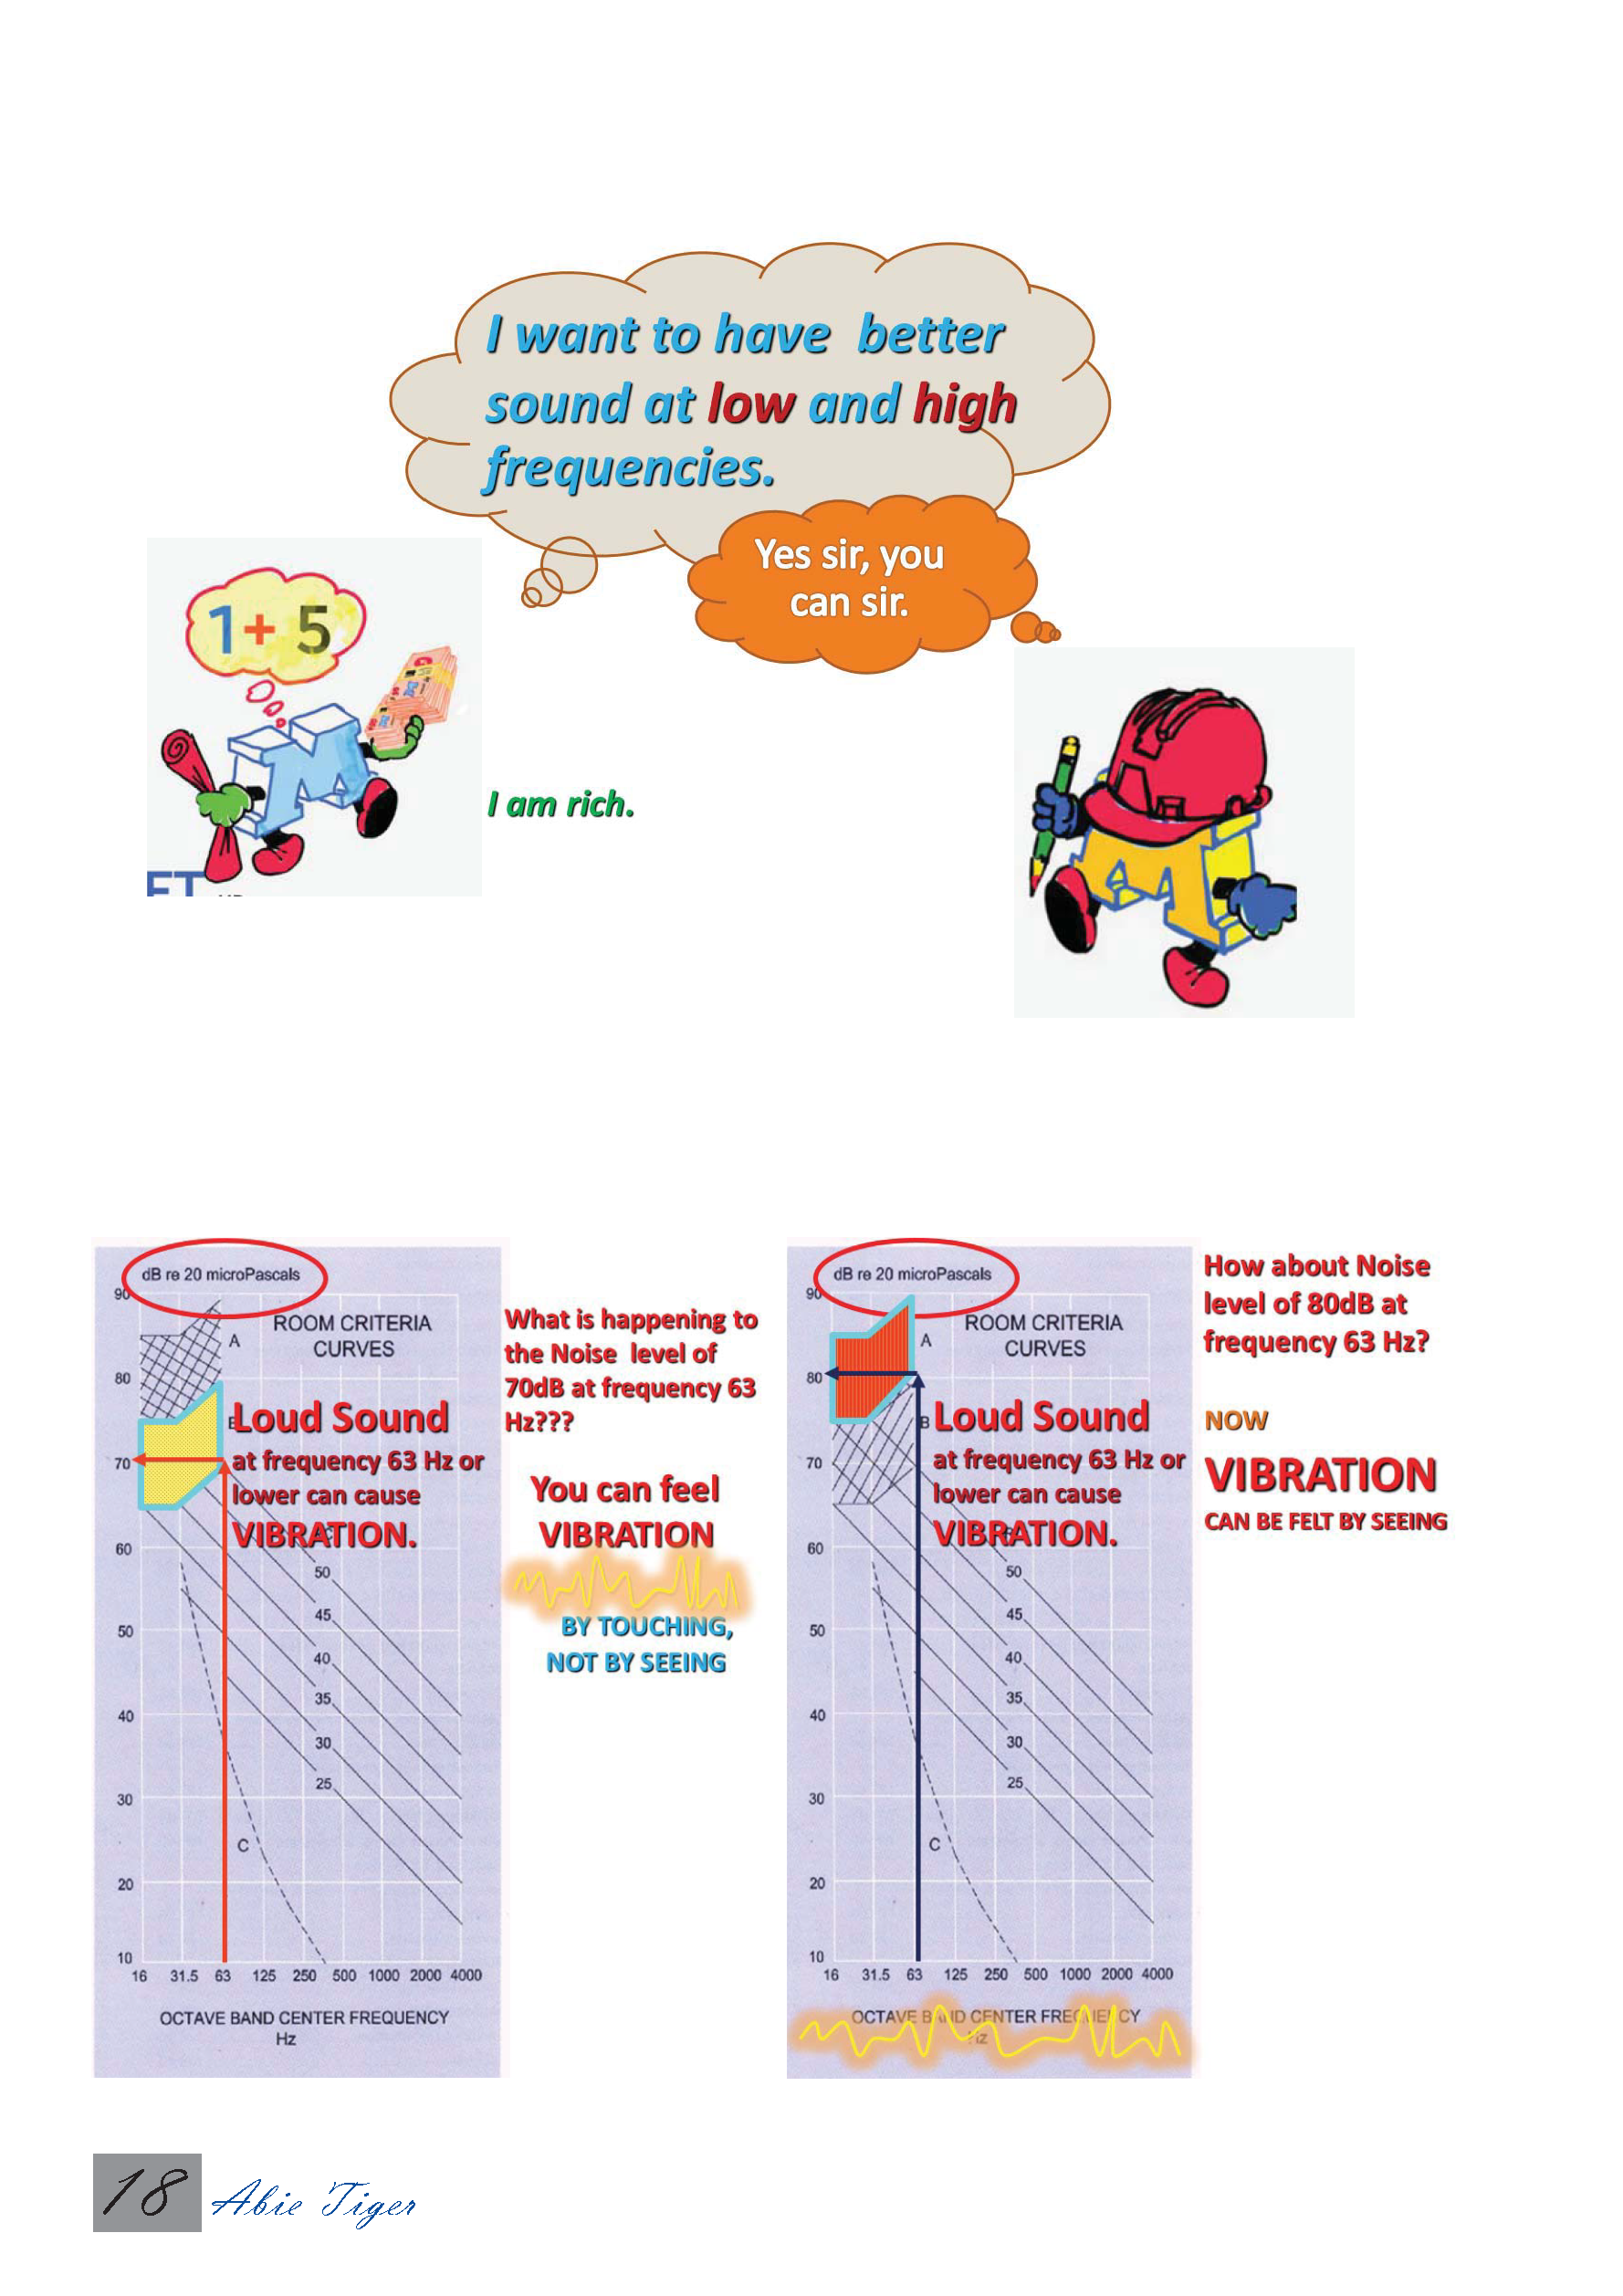 I want to have better
sound at low and high
frequencies.
Yes sir, you
can sir.
1+ 5
I am rich.
ET
dB re 20 microPascals
90
ROOM CRITERIA
CURVES
A
80
B
Loud Sound
70
at frequency 63 Hz or
lower can cause
VIBRATION.
60
50
45
50
40
35
40
30
25
30
C
20
10
16 31.5 63 125 250 500 1000 2000 4000
OCTAVE BAND CENTER FREQUENCY
Hz
What is happening to
the Noise level of
70dB at frequency 63
Hz???
You can feel
VIBRATION
BY TOUCHING,
NOT BY SEEING
dB re 20 microPascals
90
ROOM CRITERIA
CURVES
A
80
B
Loud Sound
70
at frequency 63 Hz or
lower can cause
VIBRATION.
60
50
45
50
40
35
40
30
25
30
C
20
10
16 31.5 63 125 250 500 1000 2000 4000
OCTAVE BAND CENTER FREQUENCY
Hz
How about Noise
level of 80dB at
frequency 63 Hz?
NOW
VIBRATION
CAN BE FELT BY SEEING
18 Abie Tiger